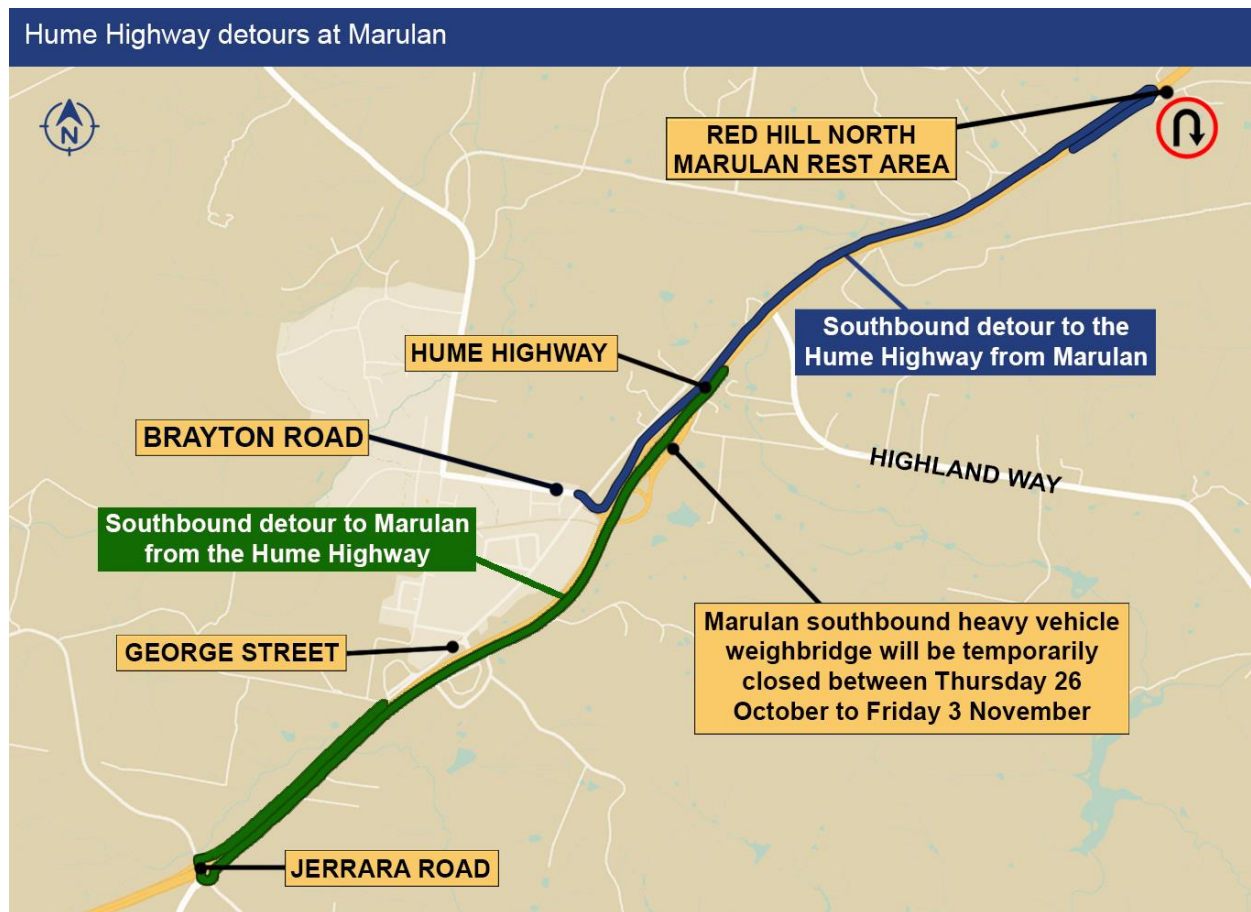 Hume Highway detours at Marulan
N
RED HILL NORTH
MARULAN REST AREA
Southbound detour to the
Hume Highway from Marulan
HUME HIGHWAY
BRAYTON ROAD
HIGHLAND WAY
Southbound detour to Marulan
from the Hume Highway
GEORGE STREET
Marulan southbound heavy vehicle
weighbridge will be temporarily
closed between Thursday 26
October to Friday 3 November
JERRARA ROAD